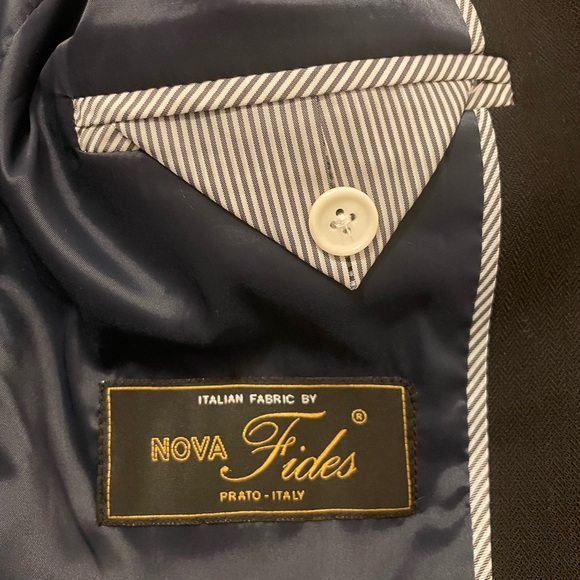 ITALIAN FABRIC BY
NOVA Fides ®
PRATO - ITALY